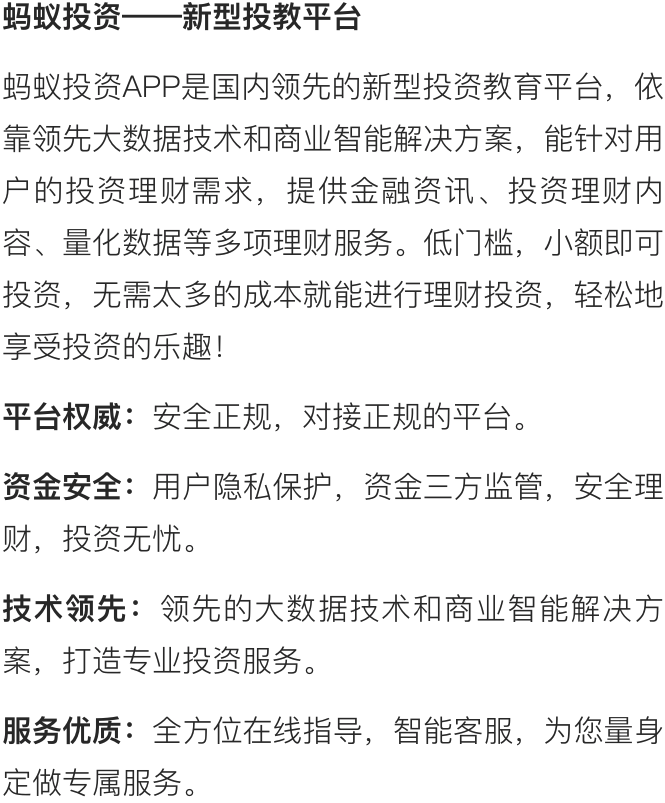 蚂蚁投资——新型投教平台
蚂蚁投资APP是国内领先的新型投资教育平台，依
靠领先大数据技术和商业智能解决方案，能针对用
户的投资理财需求，提供金融资讯、投资理财内
容、量化数据等多项理财服务。低门槛，小额即可
投资，无需太多的成本就能进行理财投资，轻松地
享受投资的乐趣！
平台权威：安全正规，对接正规的平台。
资金安全：用户隐私保护，资金三方监管，安全理
财，投资无忧。
技术领先：领先的大数据技术和商业智能解决方
案，打造专业投资服务。
服务优质：全方位在线指导，智能客服，为您量身
定做专属服务。